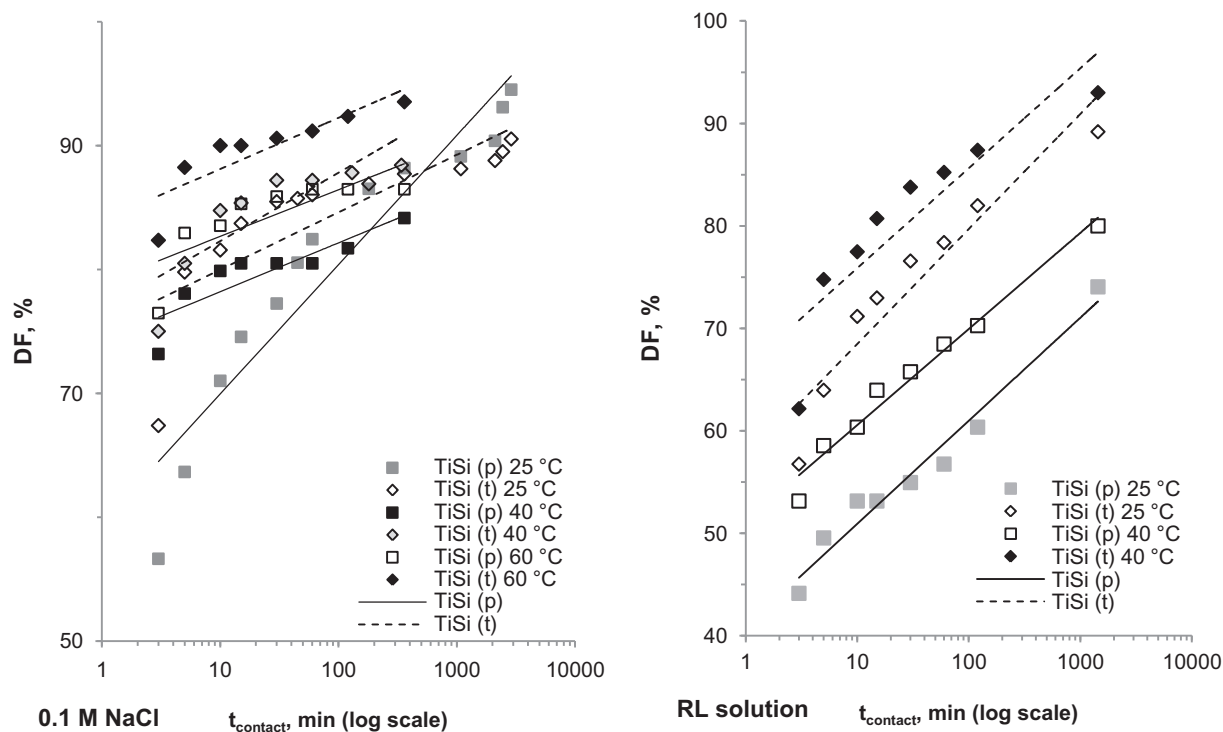 90
70
50
DF, %
TiSi (p) 25 °C
TiSi (t) 25 °C
TiSi (p) 40 °C
TiSi (t) 40 °C
TiSi (p) 60 °C
TiSi (t) 60 °C
TiSi (p)
TiSi (t)
1 10 100 1000 10000
0.1 M NaCl t_contact, min (log scale)
100
90
80
70
60
50
40
DF, %
TiSi (p) 25 °C
TiSi (t) 25 °C
TiSi (p) 40 °C
TiSi (t) 40 °C
TiSi (p)
TiSi (t)
1 10 100 1000 10000
RL solution t_contact, min (log scale)